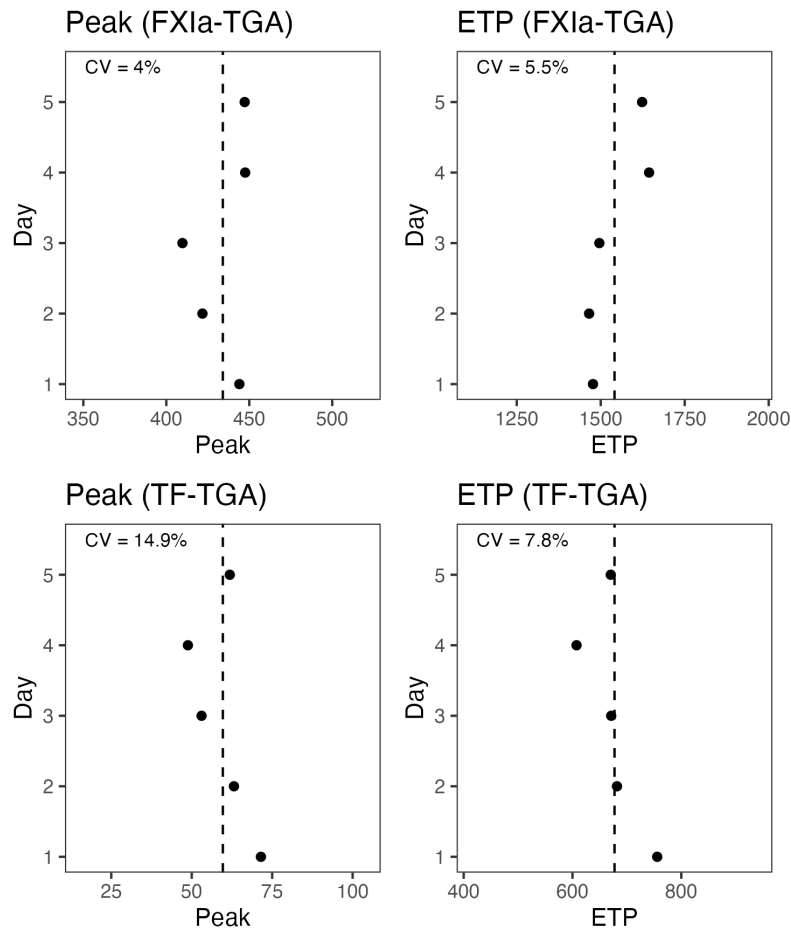 Peak (FXIa-TGA)
CV = 4%
Day
5
4
3
2
1
350 400 450 500
Peak
ETP (FXIa-TGA)
CV = 5.5%
Day
5
4
3
2
1
1250 1500 1750 2000
ETP
Peak (TF-TGA)
CV = 14.9%
Day
5
4
3
2
1
25 50 75 100
Peak
ETP (TF-TGA)
CV = 7.8%
Day
5
4
3
2
1
400 600 800
ETP